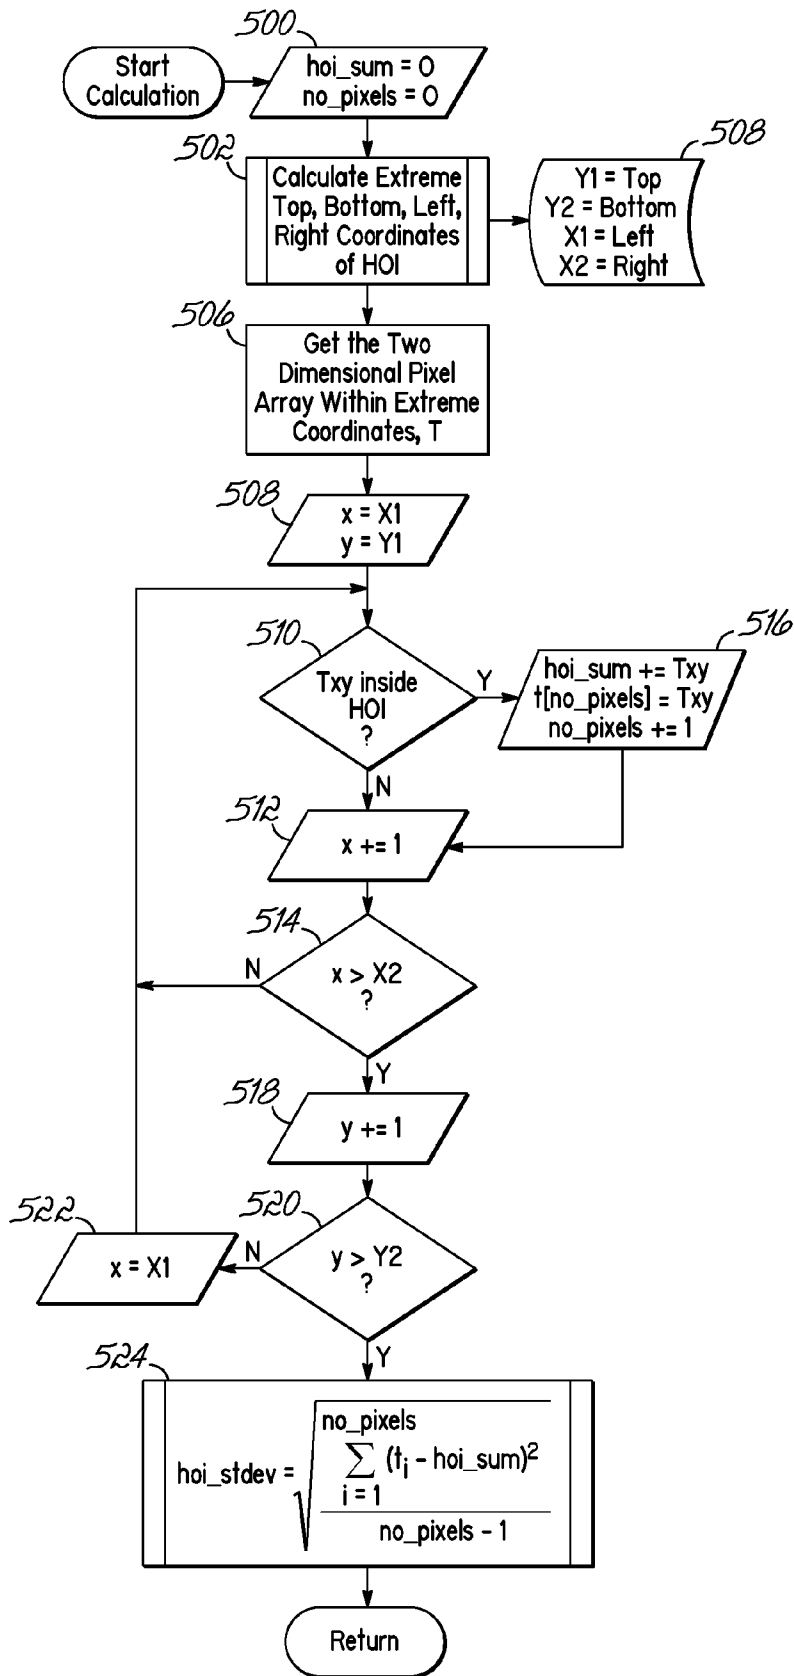 500
Start
Calculation
hoi_sum = 0
no_pixels = 0
502
Calculate Extreme
Top, Bottom, Left,
Right Coordinates
of HOI
508
Y1 = Top
Y2 = Bottom
X1 = Left
X2 = Right
506
Get the Two
Dimensional Pixel
Array Within Extreme
Coordinates, T
508
x = X1
y = Y1
510
Txy inside
HOI
?
Y
516
hoi_sum += Txy
t[no_pixels] = Txy
no_pixels += 1
N
512
x += 1
514
x > X2
?
N
Y
518
y += 1
520
y > Y2
?
N
522
x = X1
Y
524
hoi_stdev = √
no_pixels
∑ (ti - hoi_sum)²
i = 1
no_pixels - 1
Return